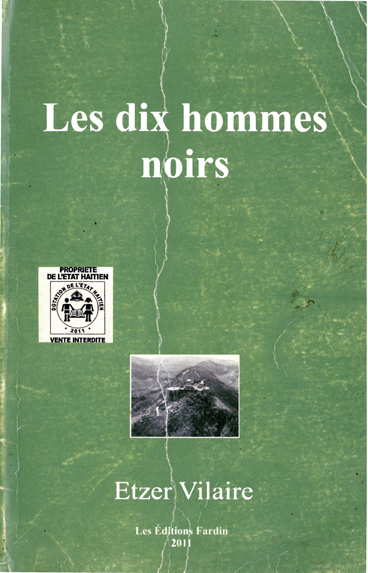 Les dix hommes
noirs
PROPRIETE
DE L'ETAT HAITIEN
DOTATION DE L'ETAT HAITIEN
2011
VENTE INTERDITE
Etzer Vilaire
Les Éditions Fardin
2011